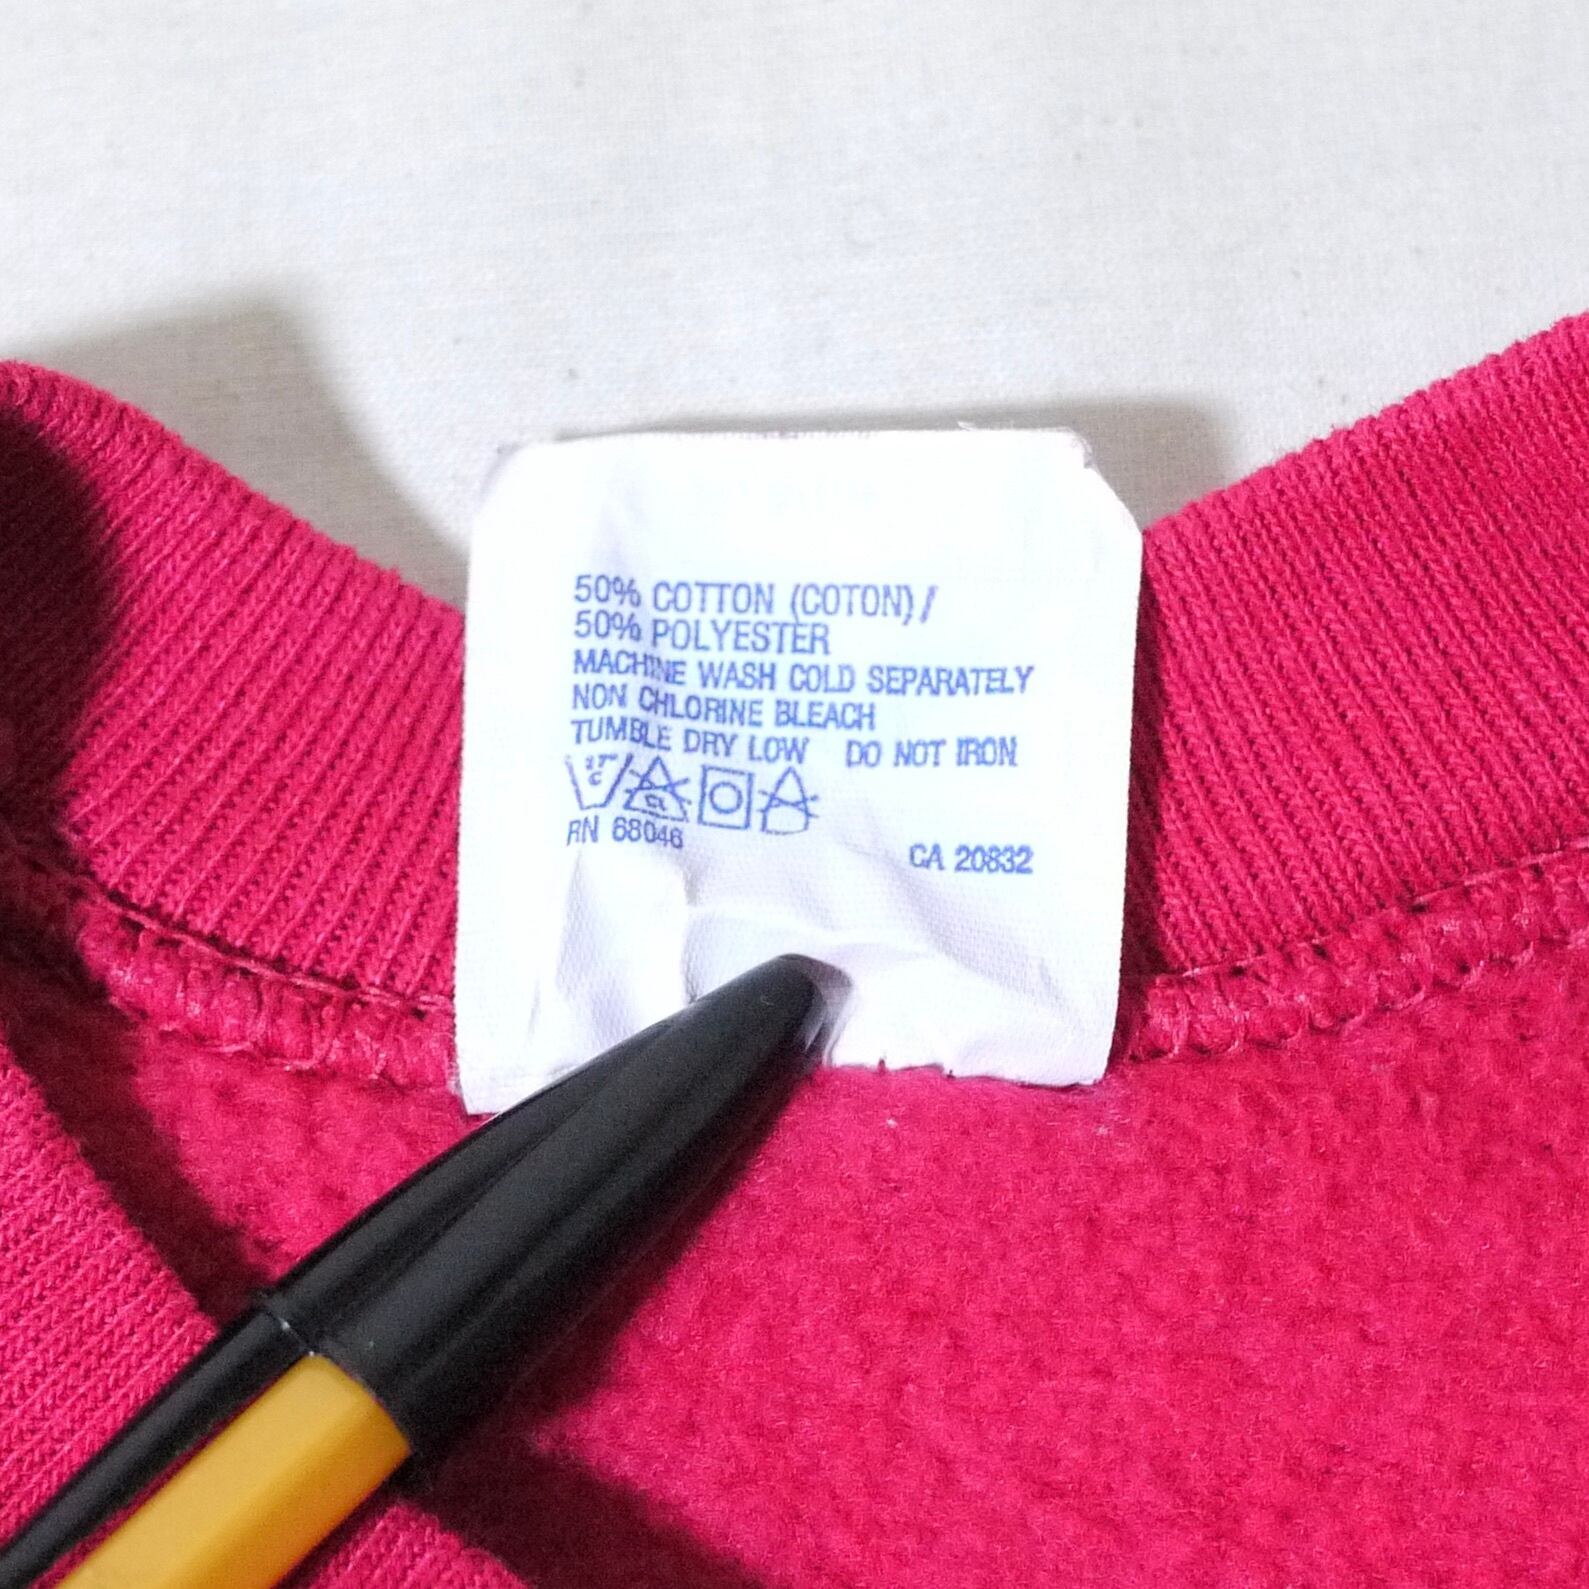 50% COTTON (COTON)/
50% POLYESTER
MACHINE WASH COLD SEPARATELY
NON CHLORINE BLEACH
TUMBLE DRY LOW DO NOT IRON
CL
RN 68046 CA 20832